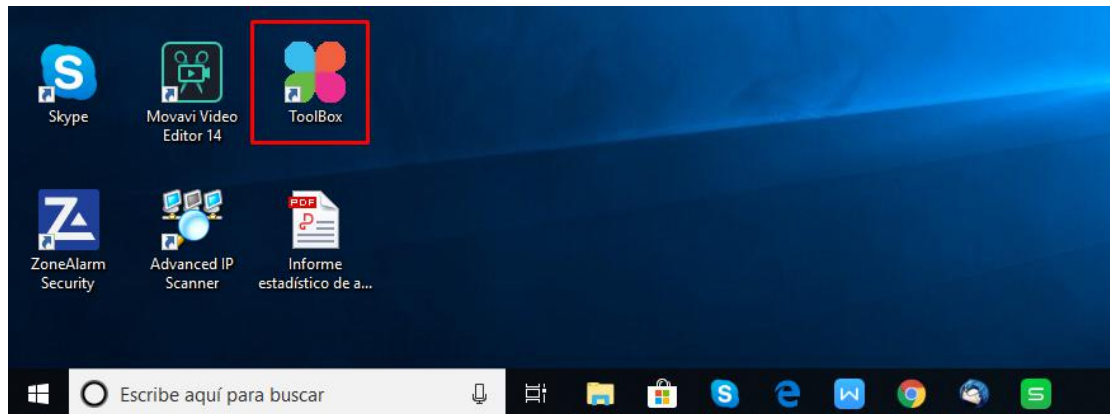 Skype
Movavi Video
Editor 14
ToolBox
ZoneAlarm
Security
Advanced IP
Scanner
PDF
Informe
estadístico de a...
Escribe aquí para buscar